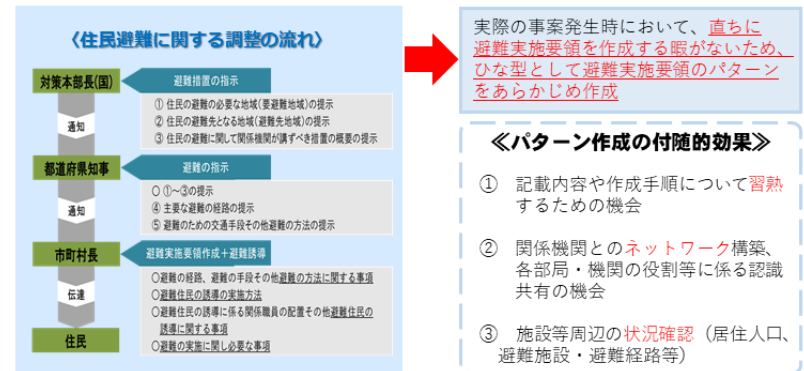 〈住民避難に関する調整の流れ〉
対策本部長(国)
避難措置の指示
① 住民の避難の必要な地域(要避難地域)の提示
② 住民の避難先となる地域(避難先地域)の提示
③ 住民の避難に関して関係機関が講ずべき措置の概要の提示
通知
都道府県知事
避難の指示
○ ①～③の提示
④ 主要な避難の経路の提示
⑤ 避難のための交通手段その他避難の方法の提示
通知
市町村長
避難実施要領作成+避難誘導
○避難の経路、避難の手段その他避難の方法に関する事項
○避難住民の誘導の実施方法
○避難住民の誘導に係る関係職員の配置その他避難住民の
誘導に関する事項
○避難の実施に関し必要な事項
伝達
住民
実際の事案発生時において、直ちに
避難実施要領を作成する暇がないため、
ひな型として避難実施要領のパターン
をあらかじめ作成
≪パターン作成の付随的効果≫
① 記載内容や作成手順について習熟
するための機会
② 関係機関とのネットワーク構築、
各部局・機関の役割等に係る認識
共有の機会
③ 施設等周辺の状況確認（居住人口、
避難施設・避難経路等）